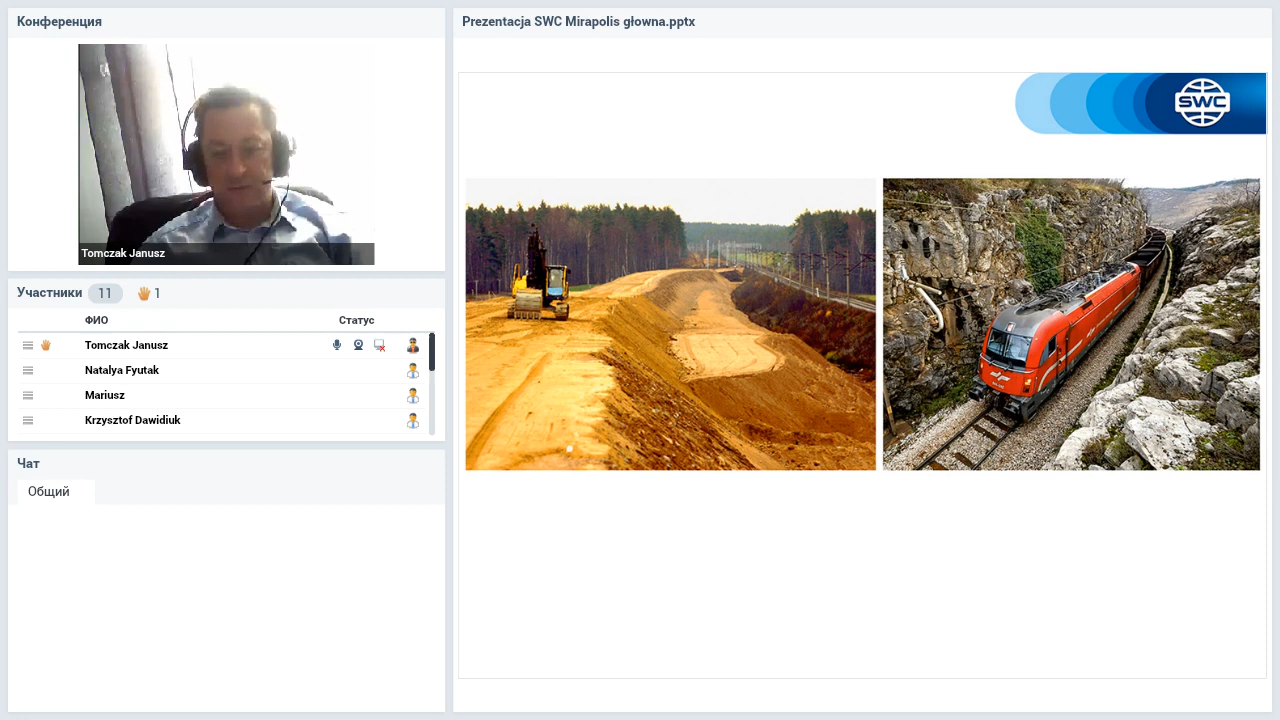 Конференция
Tomczak Janusz
Участники 11 1
ФИО Статус
Tomczak Janusz
Natalya Fyutak
Mariusz
Krzysztof Dawidiuk
Чат
Общий
Prezentacja SWC Mirapolis głowna.pptx
SWC